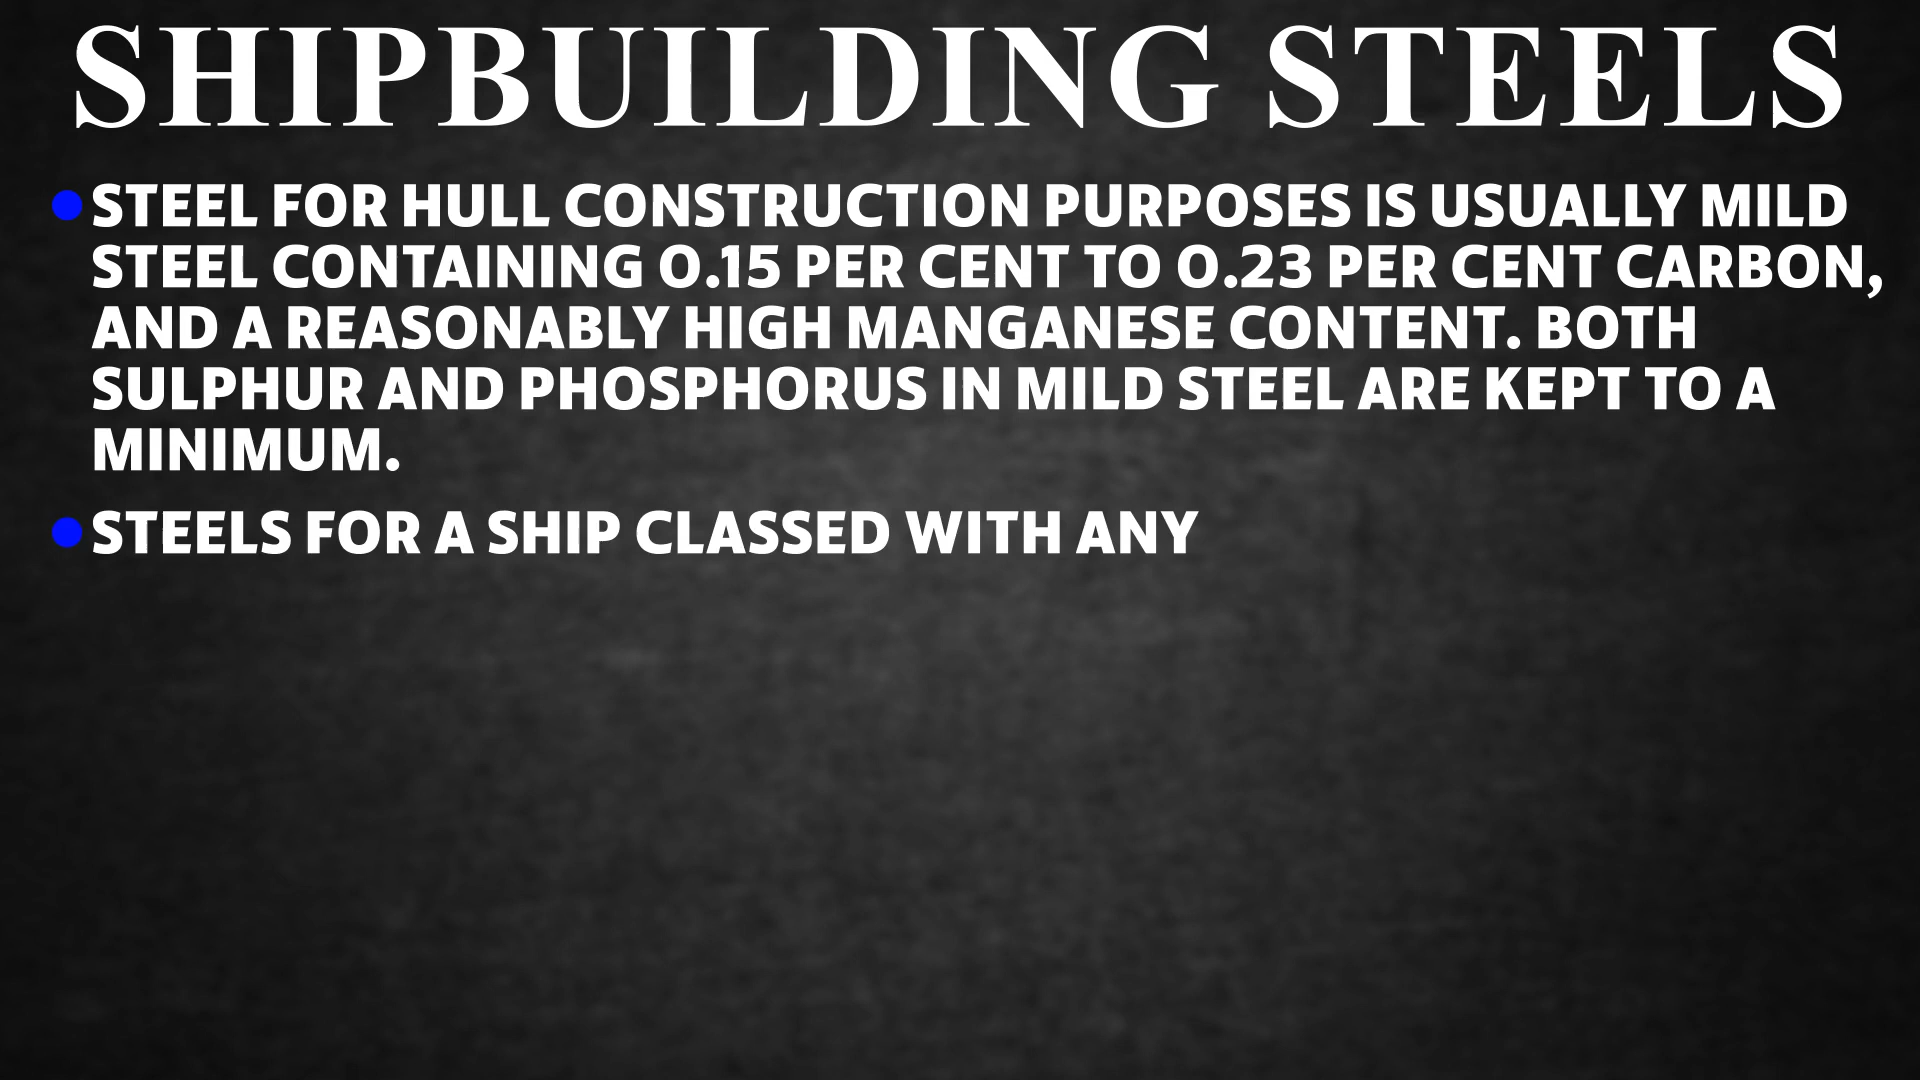 SHIPBUILDING STEELS
• STEEL FOR HULL CONSTRUCTION PURPOSES IS USUALLY MILD
STEEL CONTAINING 0.15 PER CENT TO 0.23 PER CENT CARBON,
AND A REASONABLY HIGH MANGANESE CONTENT. BOTH
SULPHUR AND PHOSPHORUS IN MILD STEEL ARE KEPT TO A
MINIMUM.
• STEELS FOR A SHIP CLASSED WITH ANY